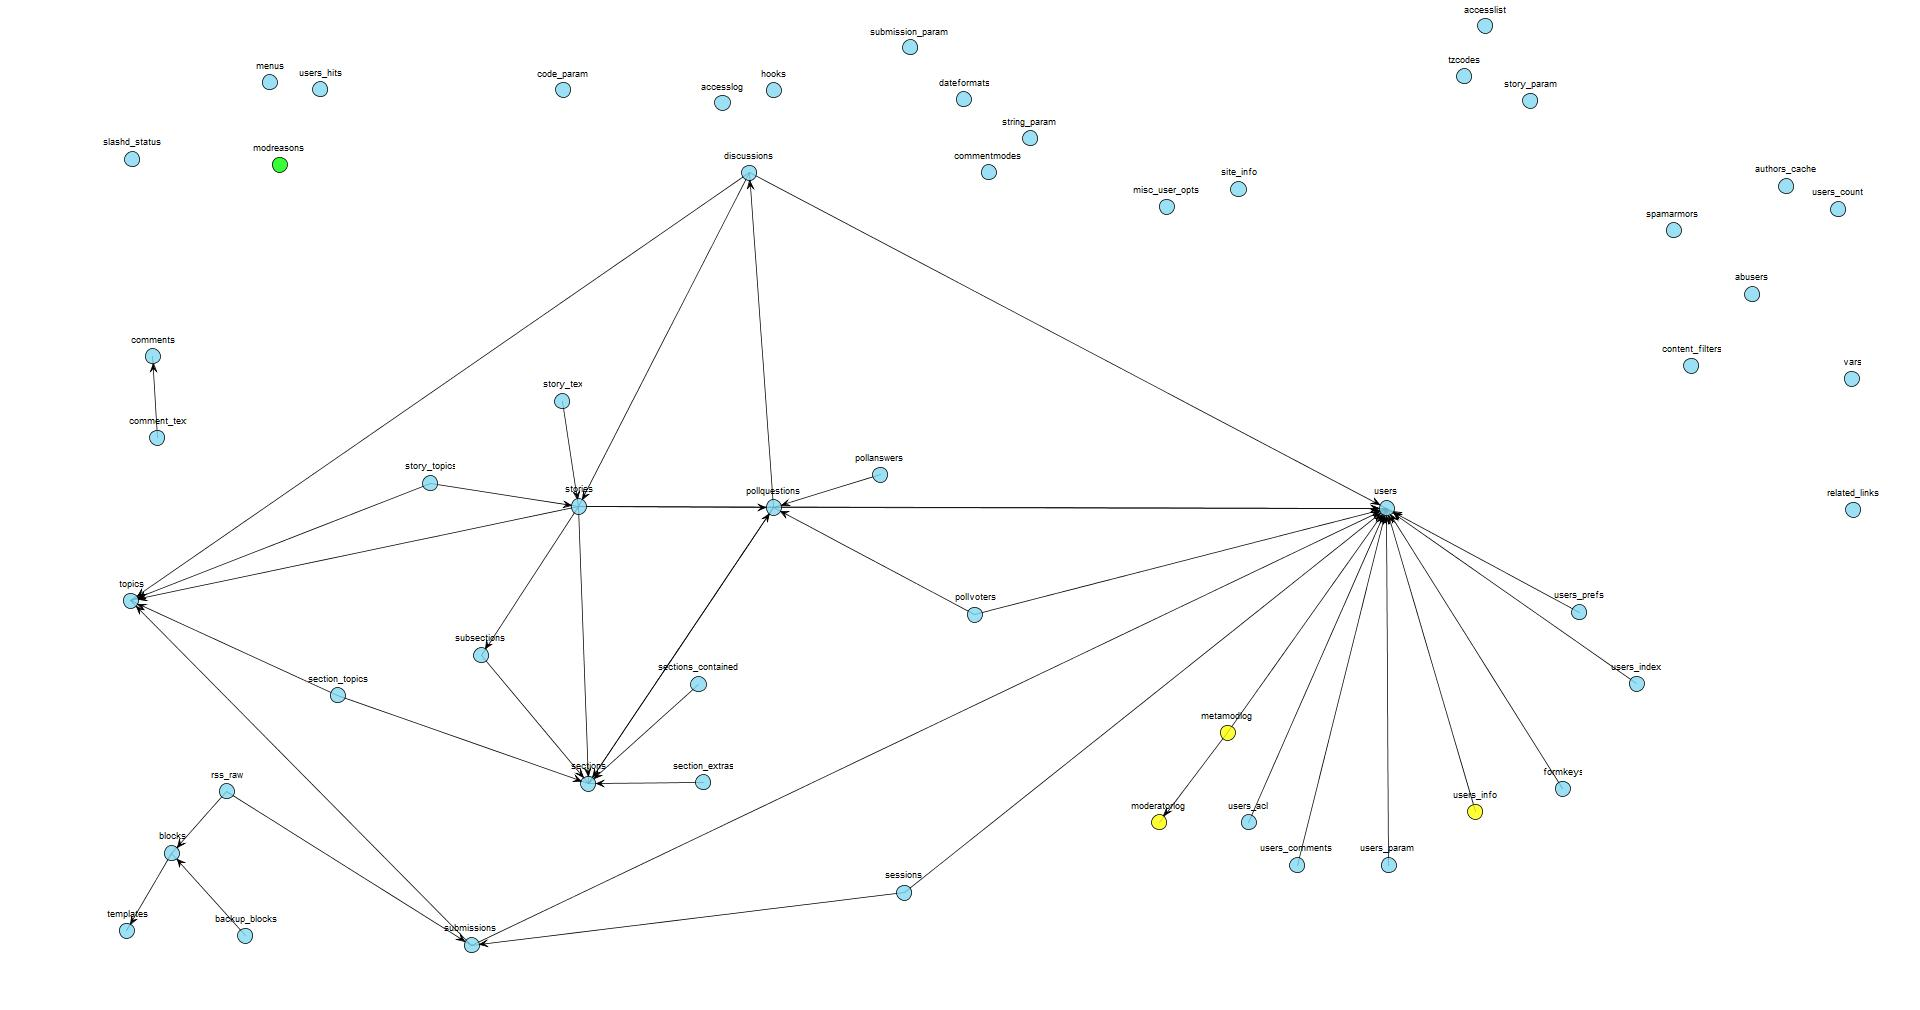 accesslist
submission_param
tzcodes
menus
users_hits
code_param
hooks
accesslog
dateformats
story_param
string_param
slashd_status
modreasons
discussions
commentmodes
site_info
misc_user_opts
authors_cache
users_count
spamarmors
abusers
comments
content_filters
vars
story_tex
comment_tex
story_topics
pollanswers
stories
pollquestions
users
related_links
topics
pollvoters
users_prefs
subsections
sections_contained
users_index
section_topics
metamodlog
sections
section_extras
rss_raw
formkeys
users_info
moderatorlog
users_acl
blocks
users_comments
users_param
sessions
templates
backup_blocks
submissions